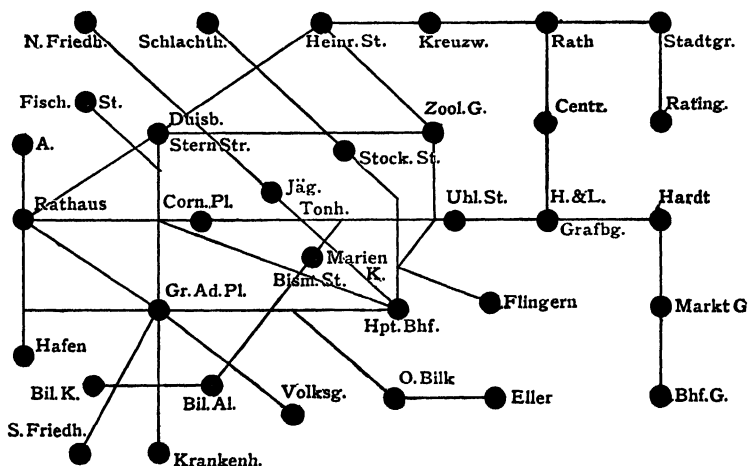 N. Friedh. Schlachth. Heinr. St. Kreuzw. Rath Stadtgr.
Fisch. St. Duisb. Zool. G. Centr. Rating.
A. Stern Str. Stock. St.
Jäg.
Rathaus Corn. Pl. Tonh. Uhl. St. H.&L. Hardt
Grafbg.
Marien
K.
Bism. St.
Gr. Ad. Pl. Flingern Markt G
Hafen Hpt. Bhf.
Bil. K. Bil. Al. Volksg. O. Bilk Eller Bhf. G.
S. Friedh. Krankenh.